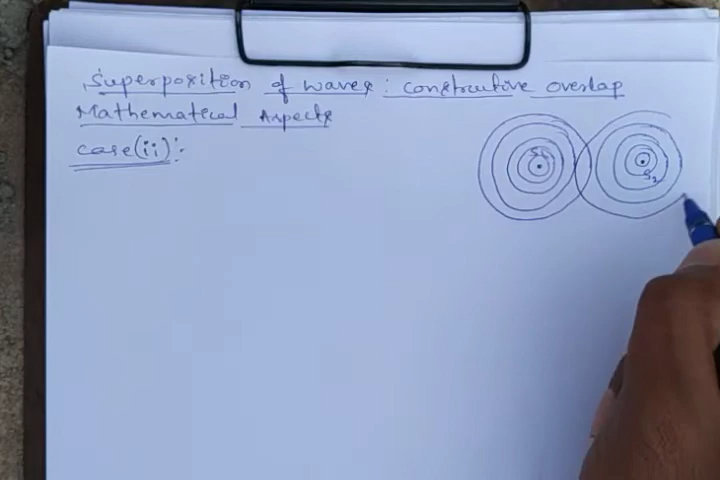 Superposition of waves: constructive overlap
Mathematical Aspects
case(ii):
S1
S2